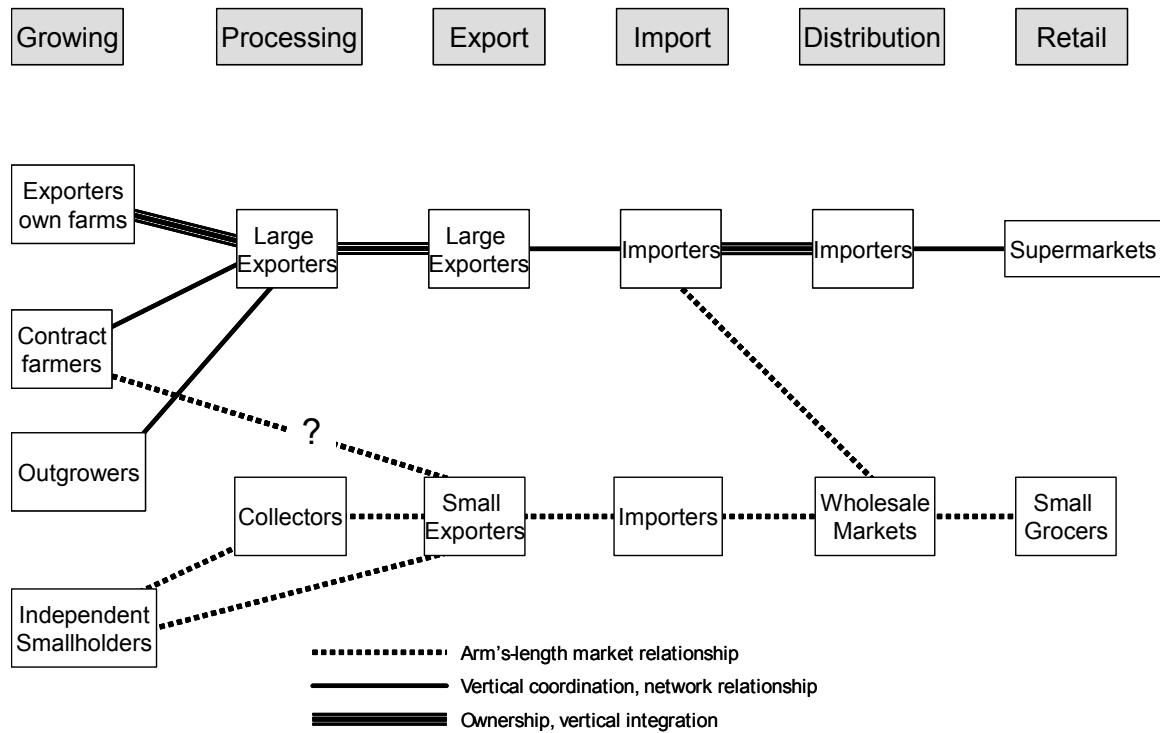 Growing
Processing
Export
Import
Distribution
Retail
Exporters
own farms
Large
Exporters
Large
Exporters
Importers
Importers
Supermarkets
Contract
farmers
?
Outgrowers
Collectors
Small
Exporters
Importers
Wholesale
Markets
Small
Grocers
Independent
Smallholders
Arm's-length market relationship
Vertical coordination, network relationship
Ownership, vertical integration